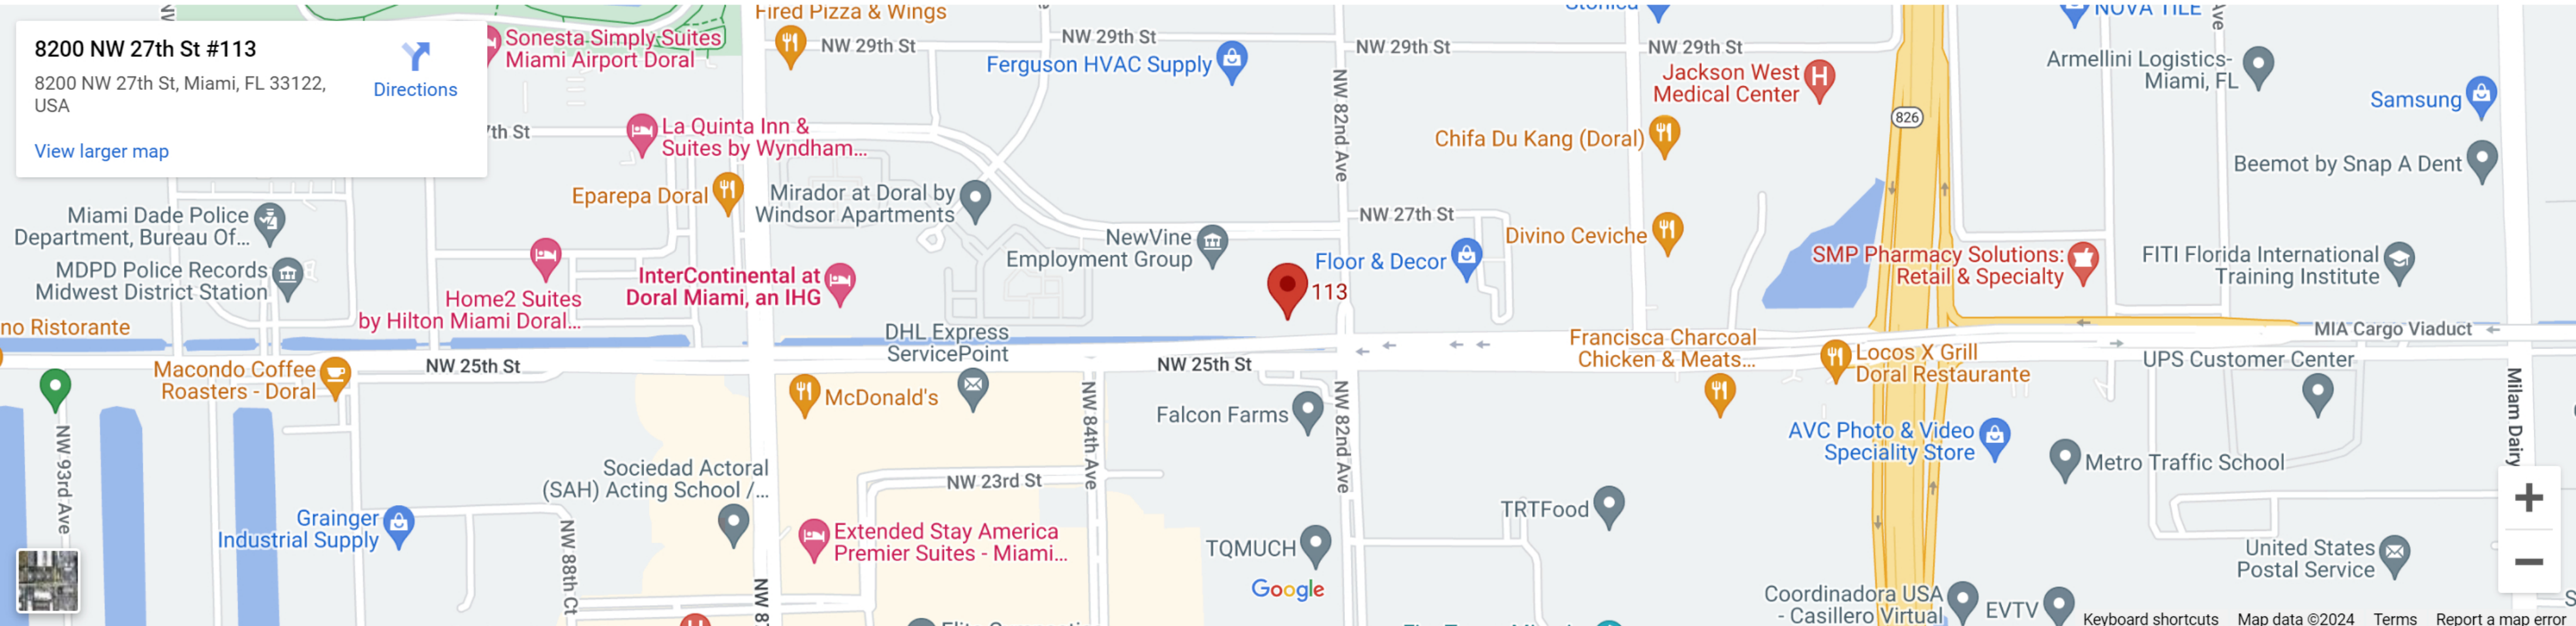 8200 NW 27th St #113
8200 NW 27th St, Miami, FL 33122,
USA
Directions
View larger map
NW
Fired Pizza & Wings
NOVA TILE
Sonesta Simply Suites
Miami Airport Doral
NW 29th St
NW 29th St
NW 29th St
NW 29th St
Ferguson HVAC Supply
Jackson West
Medical Center
Armellini Logistics-
Miami, FL
Samsung
826
NW 82nd Ave
7th St
La Quinta Inn &
Suites by Wyndham...
Chifa Du Kang (Doral)
Beemot by Snap A Dent
Eparepa Doral
Mirador at Doral by
Windsor Apartments
NW 27th St
Miami Dade Police
Department, Bureau Of...
NewVine
Employment Group
Divino Ceviche
Floor & Decor
SMP Pharmacy Solutions:
Retail & Specialty
FITI Florida International
Training Institute
MDPD Police Records
Midwest District Station
InterContinental at
Doral Miami, an IHG
113
Home2 Suites
by Hilton Miami Doral...
no Ristorante
DHL Express
ServicePoint
MIA Cargo Viaduct
Francisca Charcoal
Chicken & Meats...
Locos X Grill
Doral Restaurante
UPS Customer Center
NW 25th St
NW 25th St
Macondo Coffee
Roasters - Doral
McDonald's
Falcon Farms
NW 84th Ave
NW 82nd Ave
Milam Dairy
NW 93rd Ave
AVC Photo & Video
Speciality Store
Metro Traffic School
Sociedad Actoral
(SAH) Acting School /...
NW 23rd St
Grainger
Industrial Supply
NW 88th Ct
Extended Stay America
Premier Suites - Miami...
TRTFood
TQMUCH
United States
Postal Service
NW 8
Google
Coordinadora USA
- Casillero Virtual
EVTV
Keyboard shortcuts
Map data ©2024
Terms
Report a map error